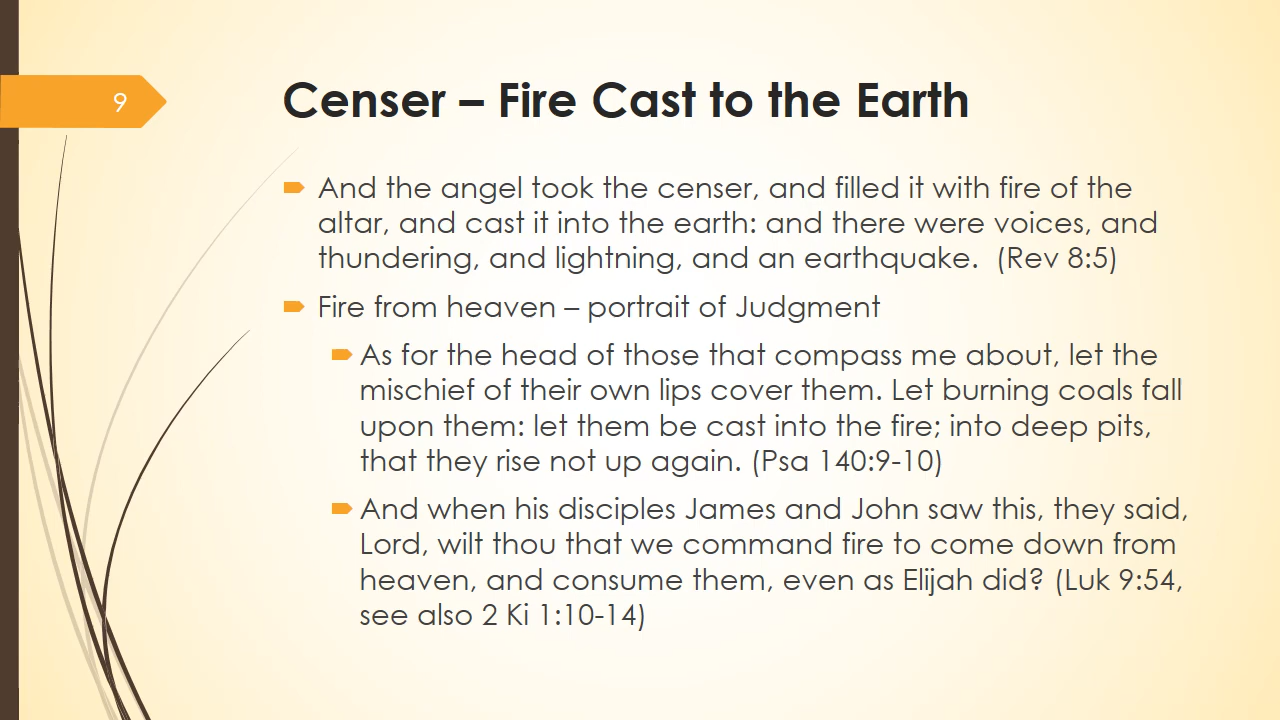 9
Censer – Fire Cast to the Earth
And the angel took the censer, and filled it with fire of the
altar, and cast it into the earth: and there were voices, and
thundering, and lightning, and an earthquake.  (Rev 8:5)
Fire from heaven – portrait of Judgment
As for the head of those that compass me about, let the
mischief of their own lips cover them. Let burning coals fall
upon them: let them be cast into the fire; into deep pits,
that they rise not up again. (Psa 140:9-10)
And when his disciples James and John saw this, they said,
Lord, wilt thou that we command fire to come down from
heaven, and consume them, even as Elijah did? (Luk 9:54,
see also 2 Ki 1:10-14)